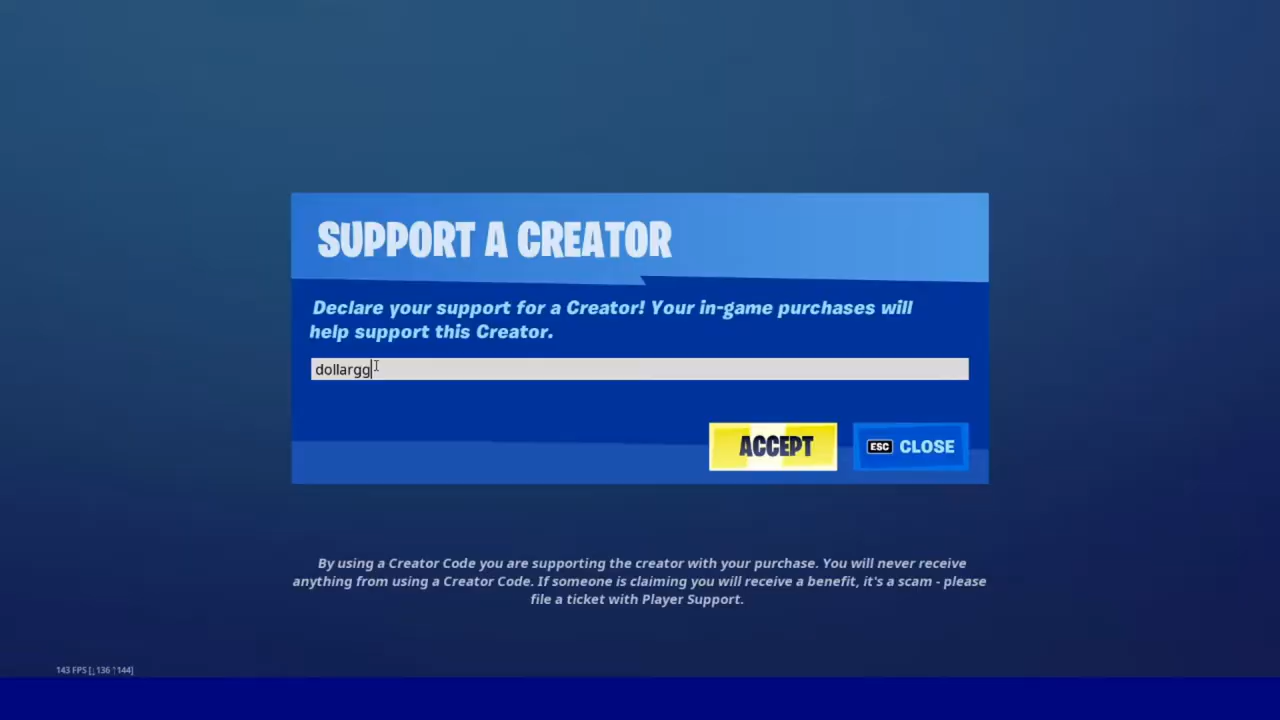 SUPPORT A CREATOR
Declare your support for a Creator! Your in-game purchases will
help support this Creator.
dollargg
ACCEPT
ESC CLOSE
By using a Creator Code you are supporting the creator with your purchase. You will never receive
anything from using a Creator Code. If someone is claiming you will receive a benefit, it's a scam - please
file a ticket with Player Support.
143 FPS [↓136 ↑144]